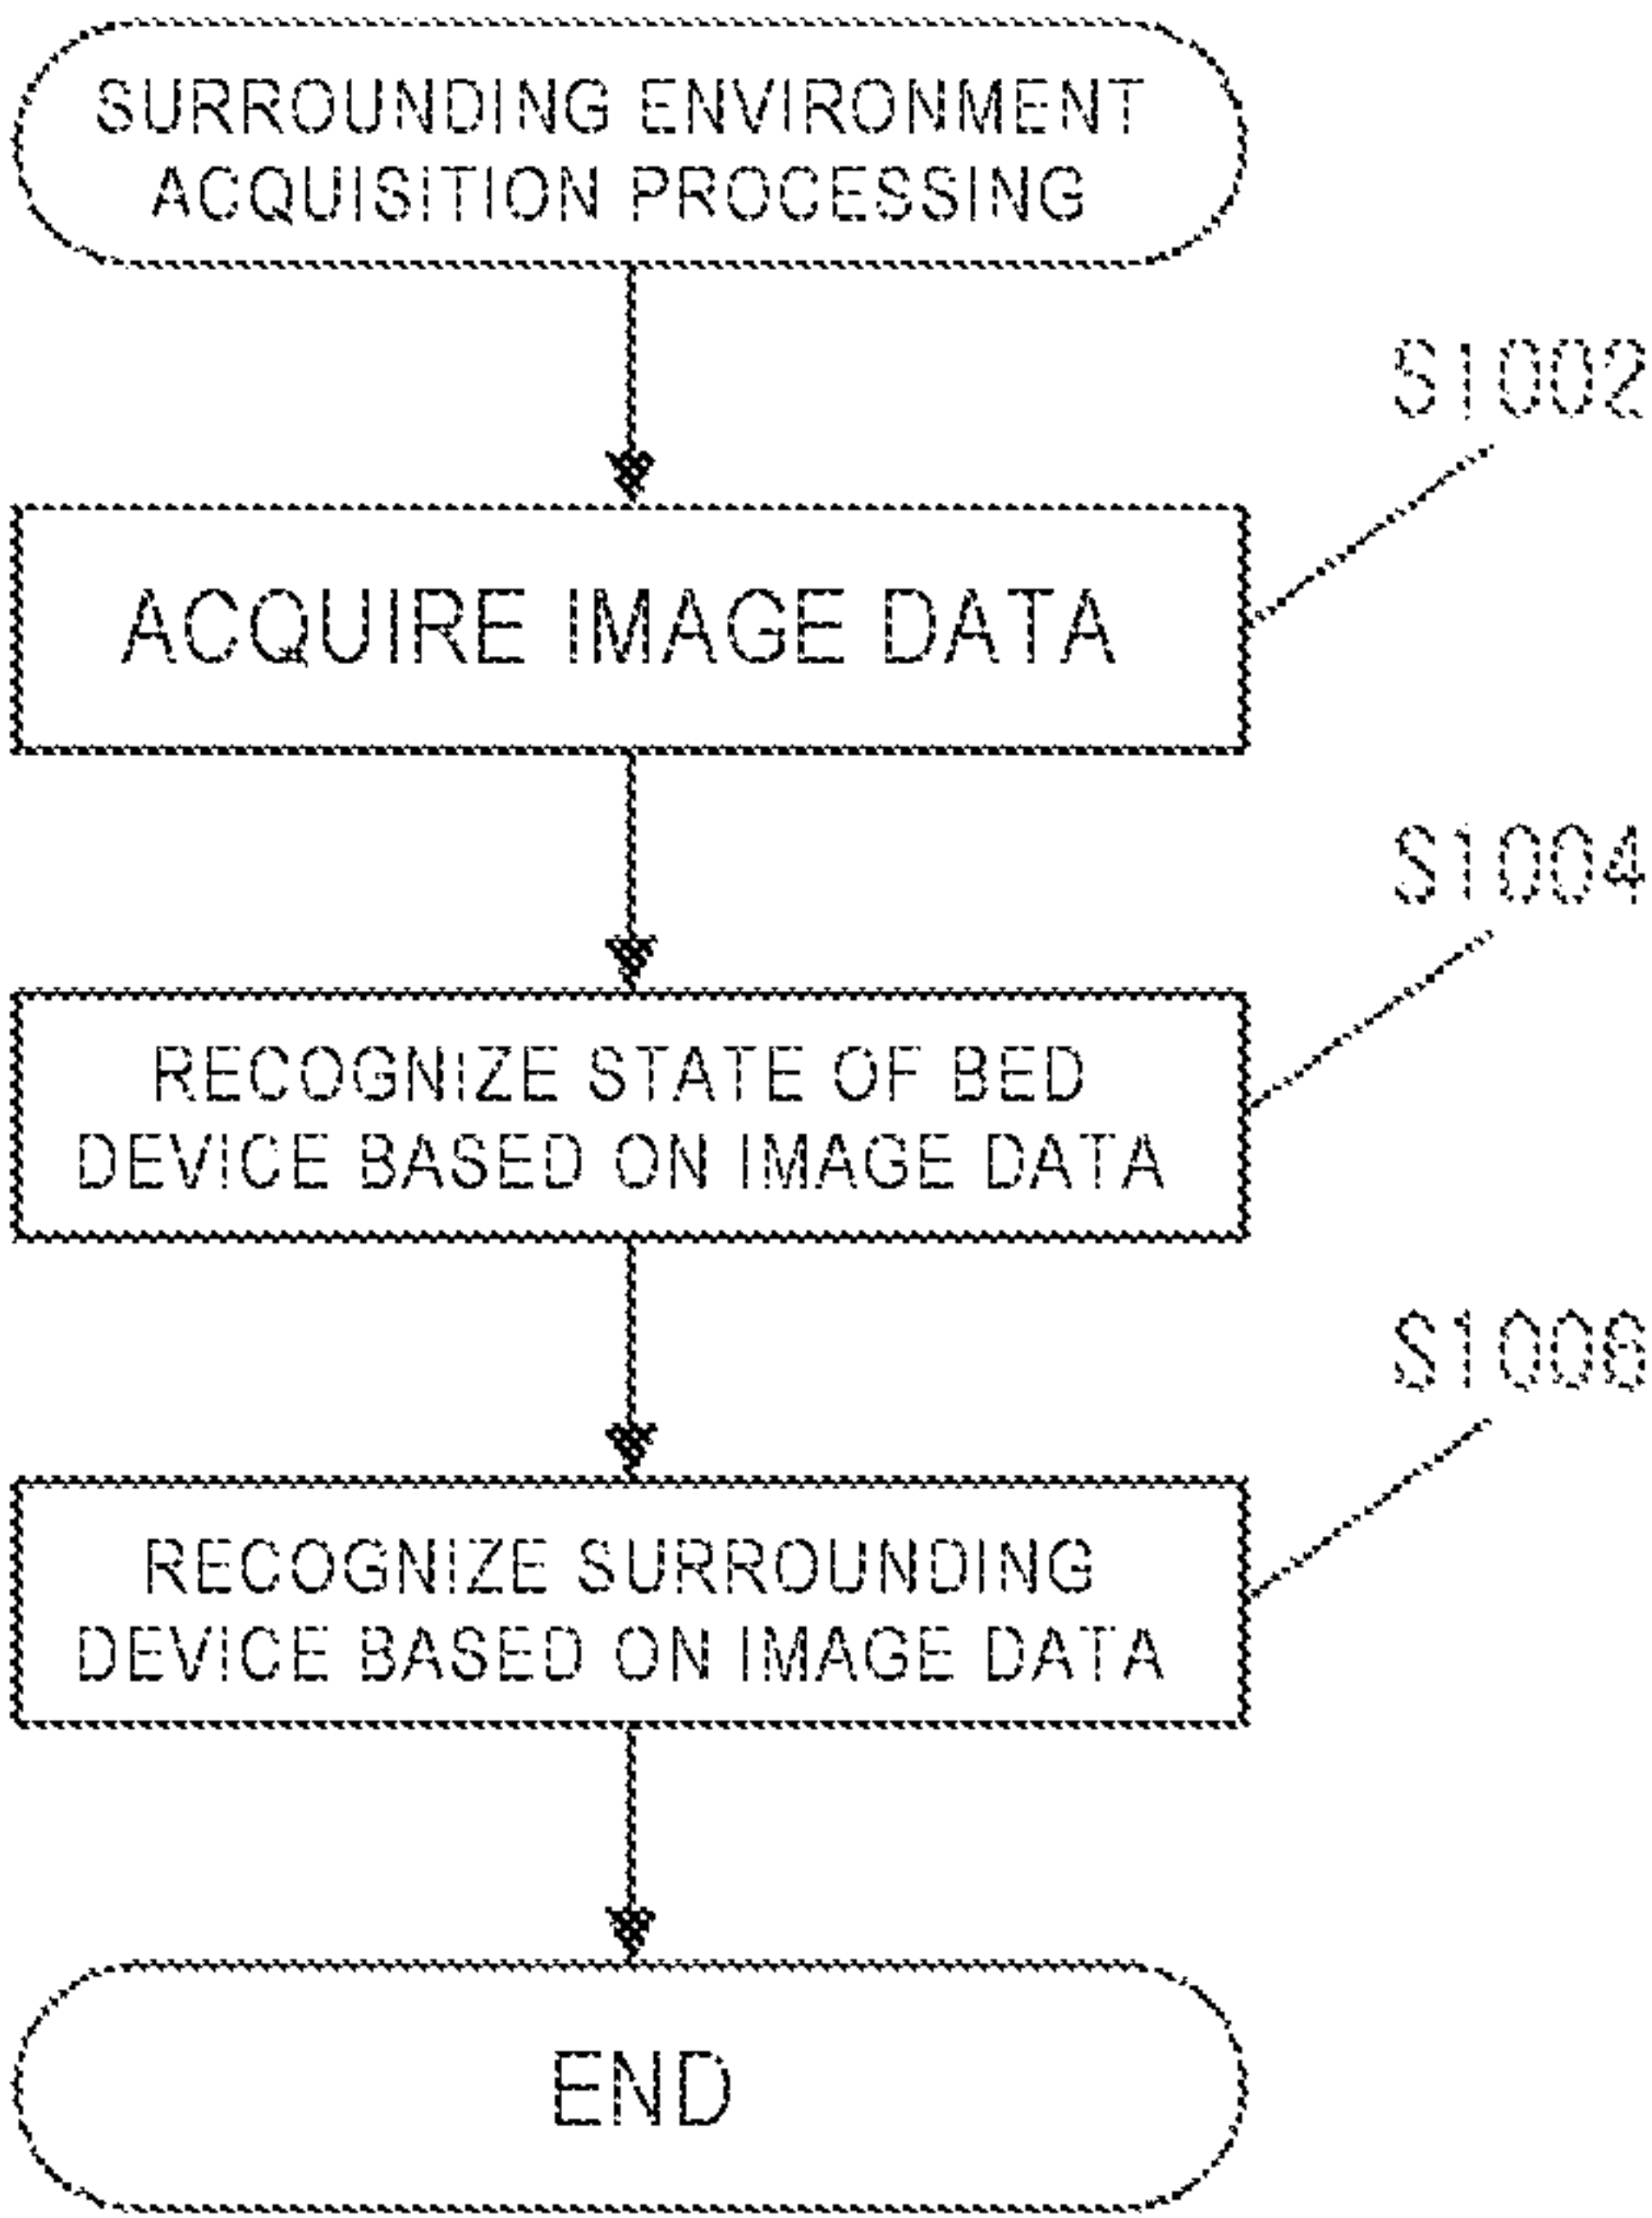 SURROUNDING ENVIRONMENT
ACQUISITION PROCESSING
S1002
ACQUIRE IMAGE DATA
S1004
RECOGNIZE STATE OF BED
DEVICE BASED ON IMAGE DATA
S1006
RECOGNIZE SURROUNDING
DEVICE BASED ON IMAGE DATA
END